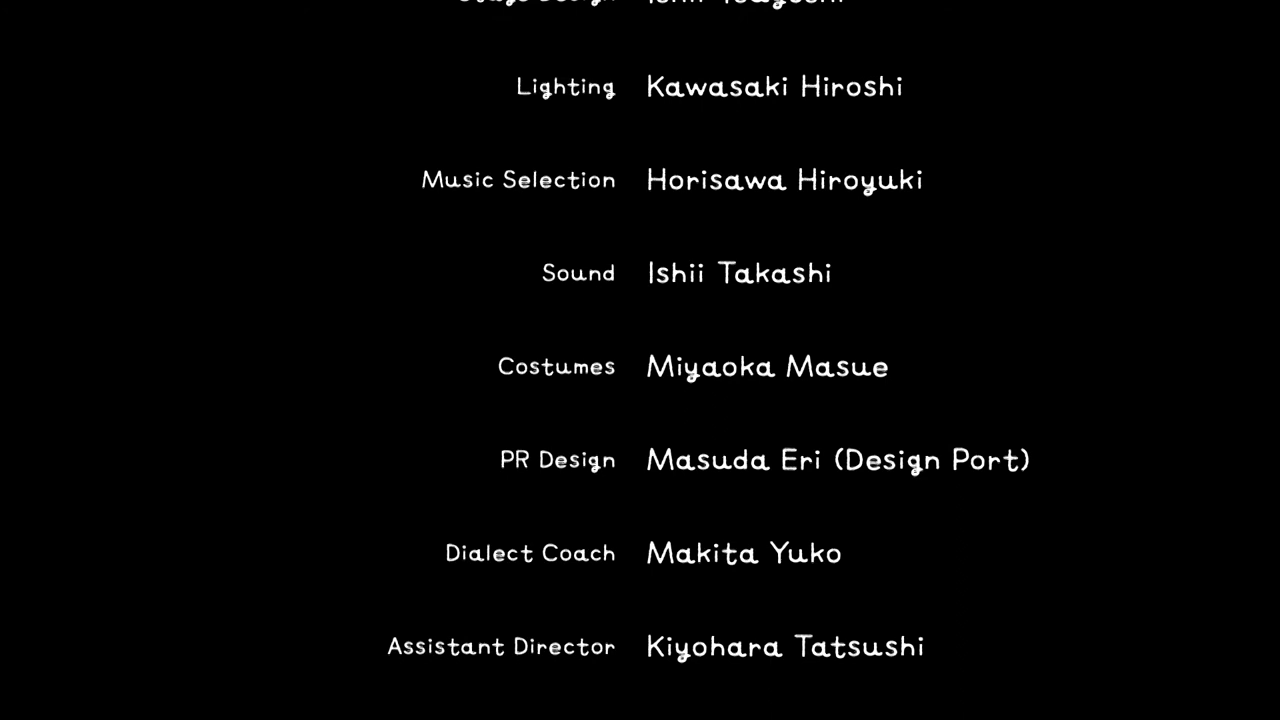 Lighting Kawasaki Hiroshi
Music Selection Horisawa Hiroyuki
Sound Ishii Takashi
Costumes Miyaoka Masue
PR Design Masuda Eri (Design Port)
Dialect Coach Makita Yuko
Assistant Director Kiyohara Tatsushi